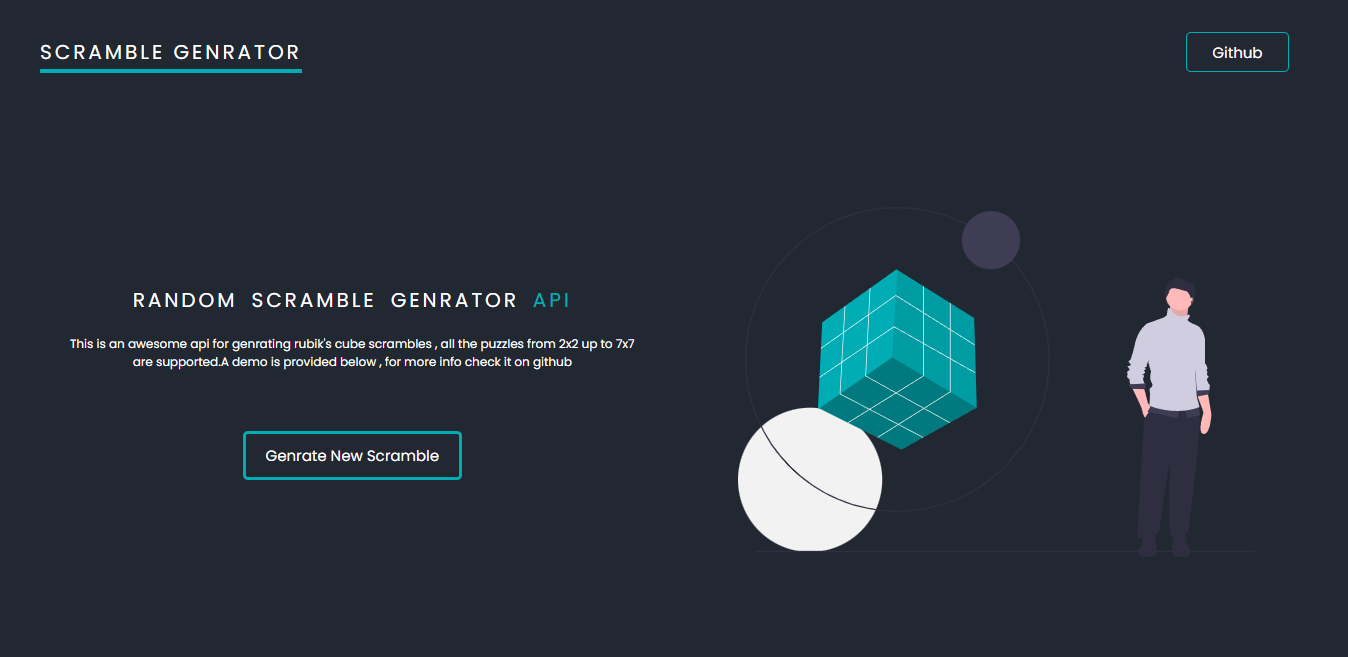 SCRAMBLE GENRATOR
Github
RANDOM SCRAMBLE GENRATOR API
This is an awesome api for genrating rubik's cube scrambles , all the puzzles from 2x2 up to 7x7
are supported.A demo is provided below , for more info check it on github
Genrate New Scramble